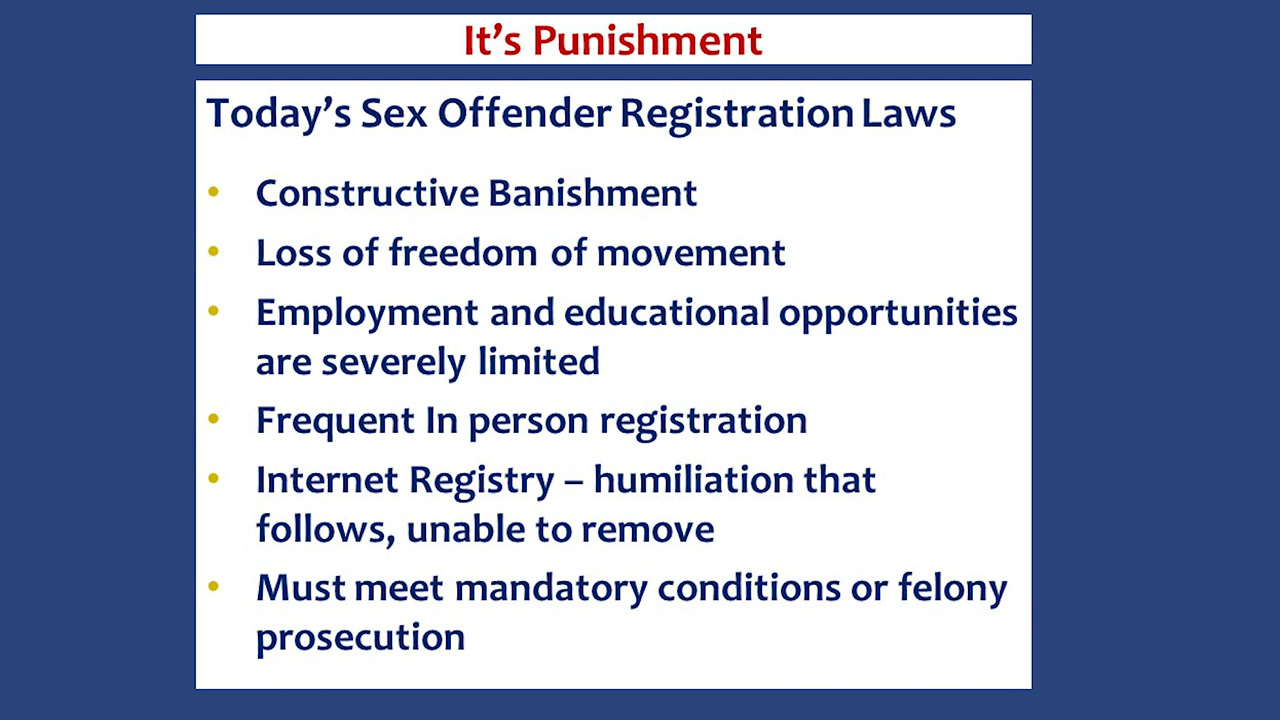 It’s Punishment
Today’s Sex Offender Registration Laws
• Constructive Banishment
• Loss of freedom of movement
• Employment and educational opportunities
are severely limited
• Frequent In person registration
• Internet Registry – humiliation that
follows, unable to remove
• Must meet mandatory conditions or felony
prosecution